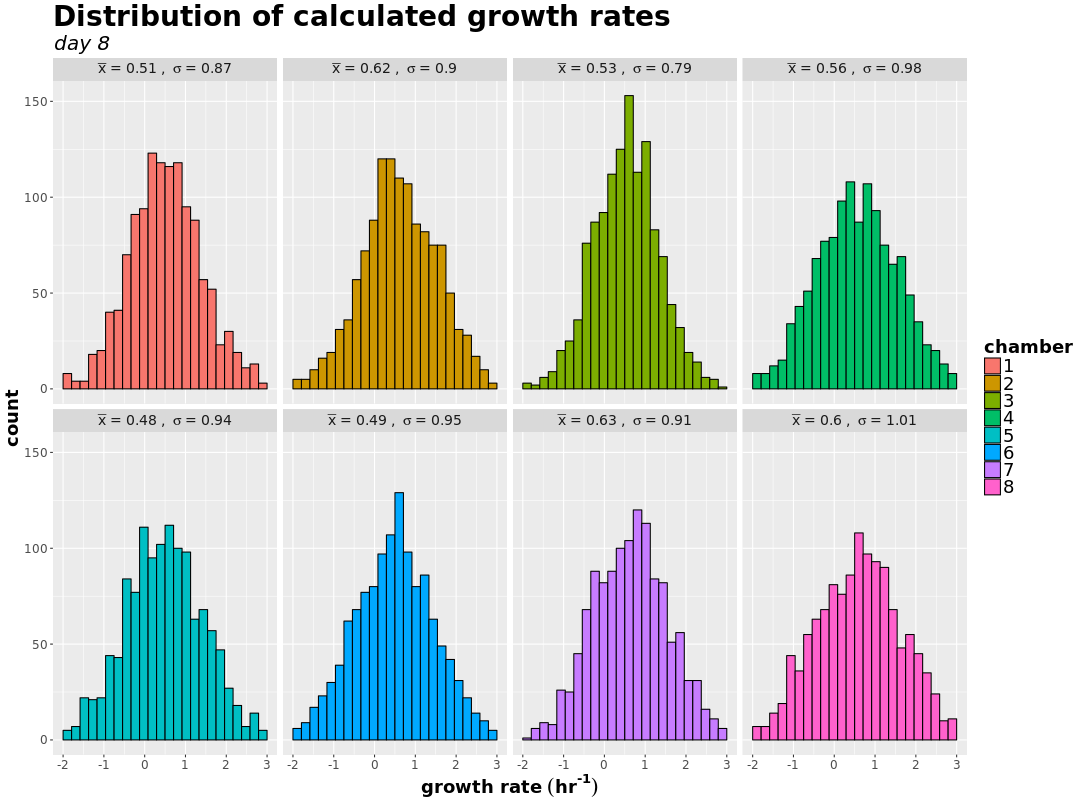 Distribution of calculated growth rates
day 8
x̅ = 0.51 , σ = 0.87
x̅ = 0.62 , σ = 0.9
x̅ = 0.53 , σ = 0.79
x̅ = 0.56 , σ = 0.98
150
100
50
0
count
x̅ = 0.48 , σ = 0.94
x̅ = 0.49 , σ = 0.95
x̅ = 0.63 , σ = 0.91
x̅ = 0.6 , σ = 1.01
150
100
50
0
-2 -1 0 1 2 3
-2 -1 0 1 2 3
-2 -1 0 1 2 3
-2 -1 0 1 2 3
growth rate (hr⁻¹)
chamber
1
2
3
4
5
6
7
8